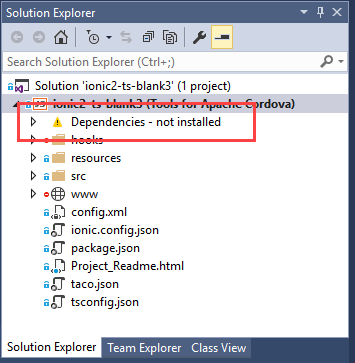 Solution Explorer
Search Solution Explorer (Ctrl+;)
Solution 'ionic2-ts-blank3' (1 project)
ionic2-ts-blank3 (Tools for Apache Cordova)
Dependencies - not installed
hooks
resources
src
www
config.xml
ionic.config.json
package.json
Project_Readme.html
taco.json
tsconfig.json
Solution Explorer Team Explorer Class View